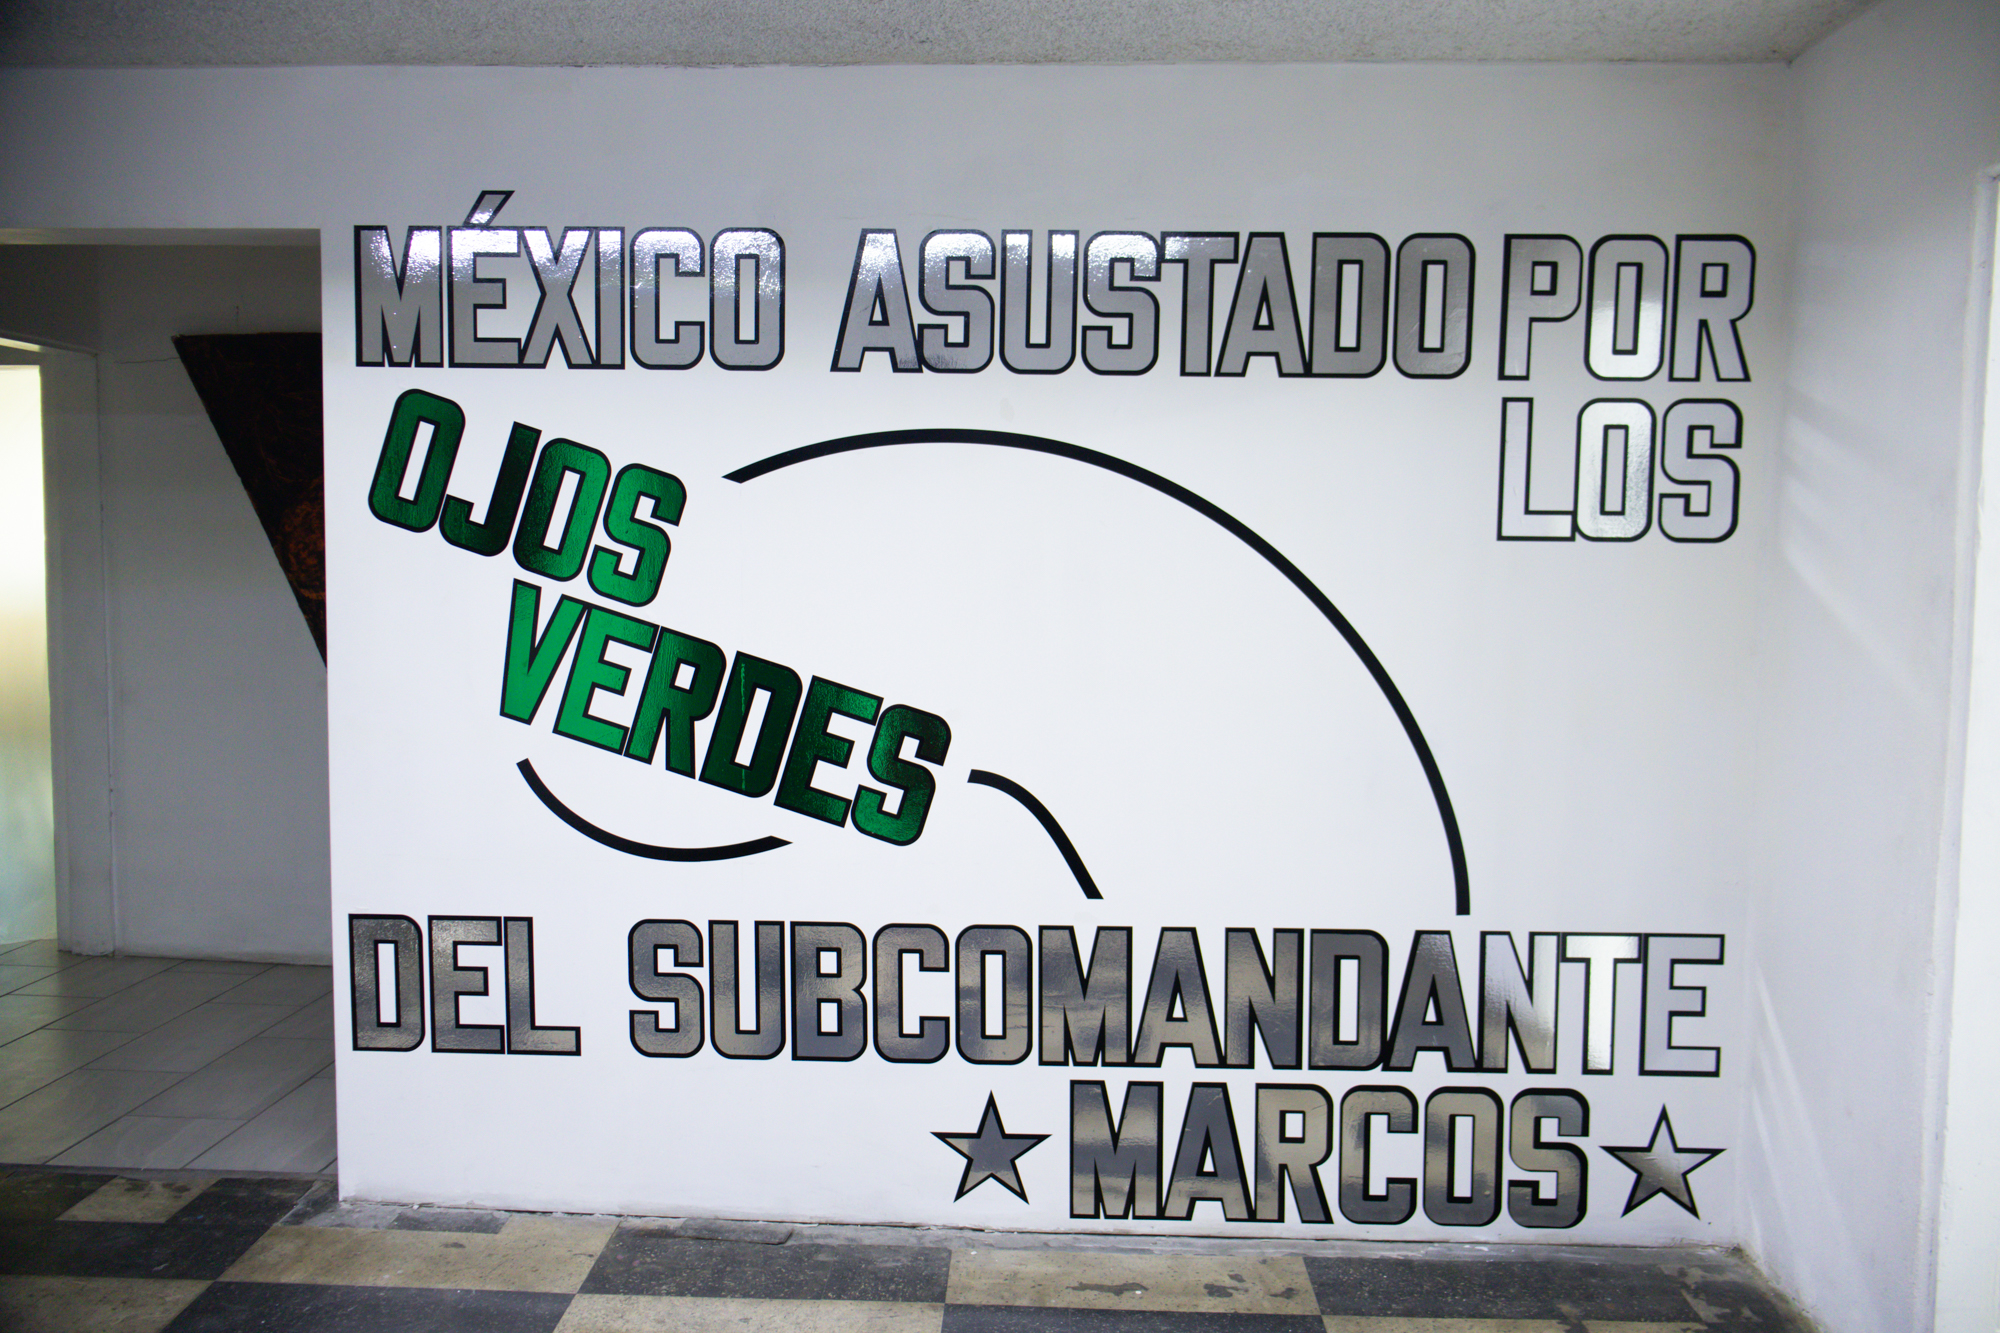 MÉXICO ASUSTADO POR
LOS
OJOS
VERDES
DEL SUBCOMANDANTE
MARCOS